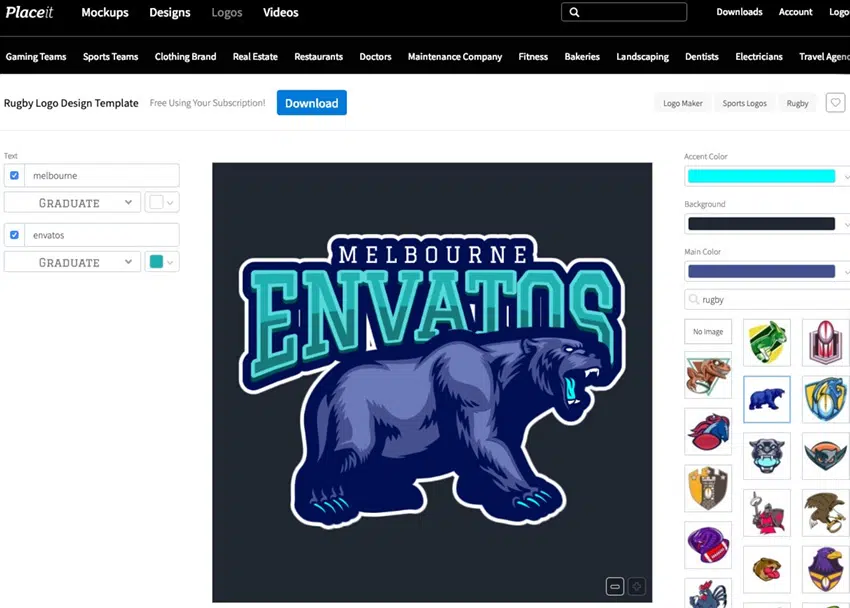 Placeit Mockups Designs Logos Videos Downloads Account Logo
Gaming Teams Sports Teams Clothing Brand Real Estate Restaurants Doctors Maintenance Company Fitness Bakeries Landscaping Dentists Electricians Travel Agenc
Rugby Logo Design Template Free Using Your Subscription! Download Logo Maker Sports Logos Rugby
Text
melbourne
GRADUATE
envatos
GRADUATE
MELBOURNE
ENVATOS
Accent Color
Background
Main Color
rugby
No Image